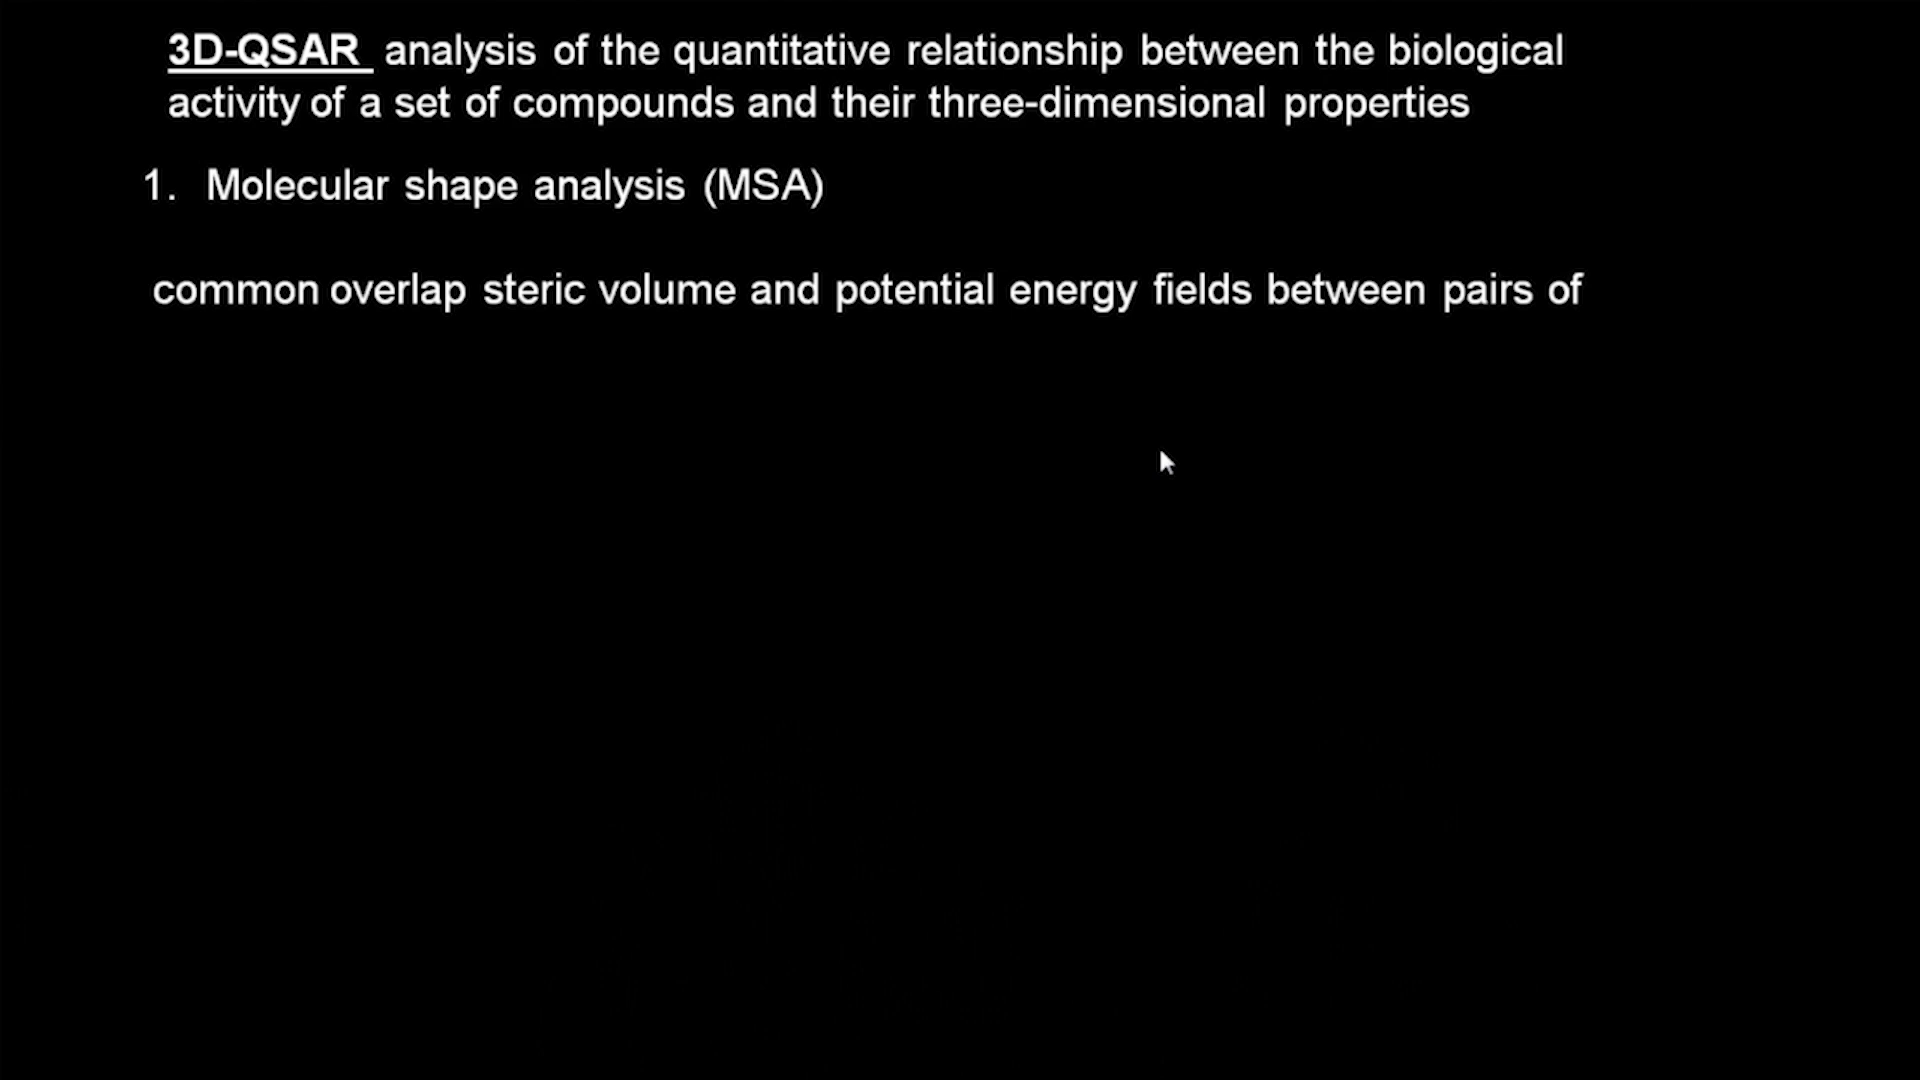 3D-QSAR analysis of the quantitative relationship between the biological
activity of a set of compounds and their three-dimensional properties
1. Molecular shape analysis (MSA)
common overlap steric volume and potential energy fields between pairs of